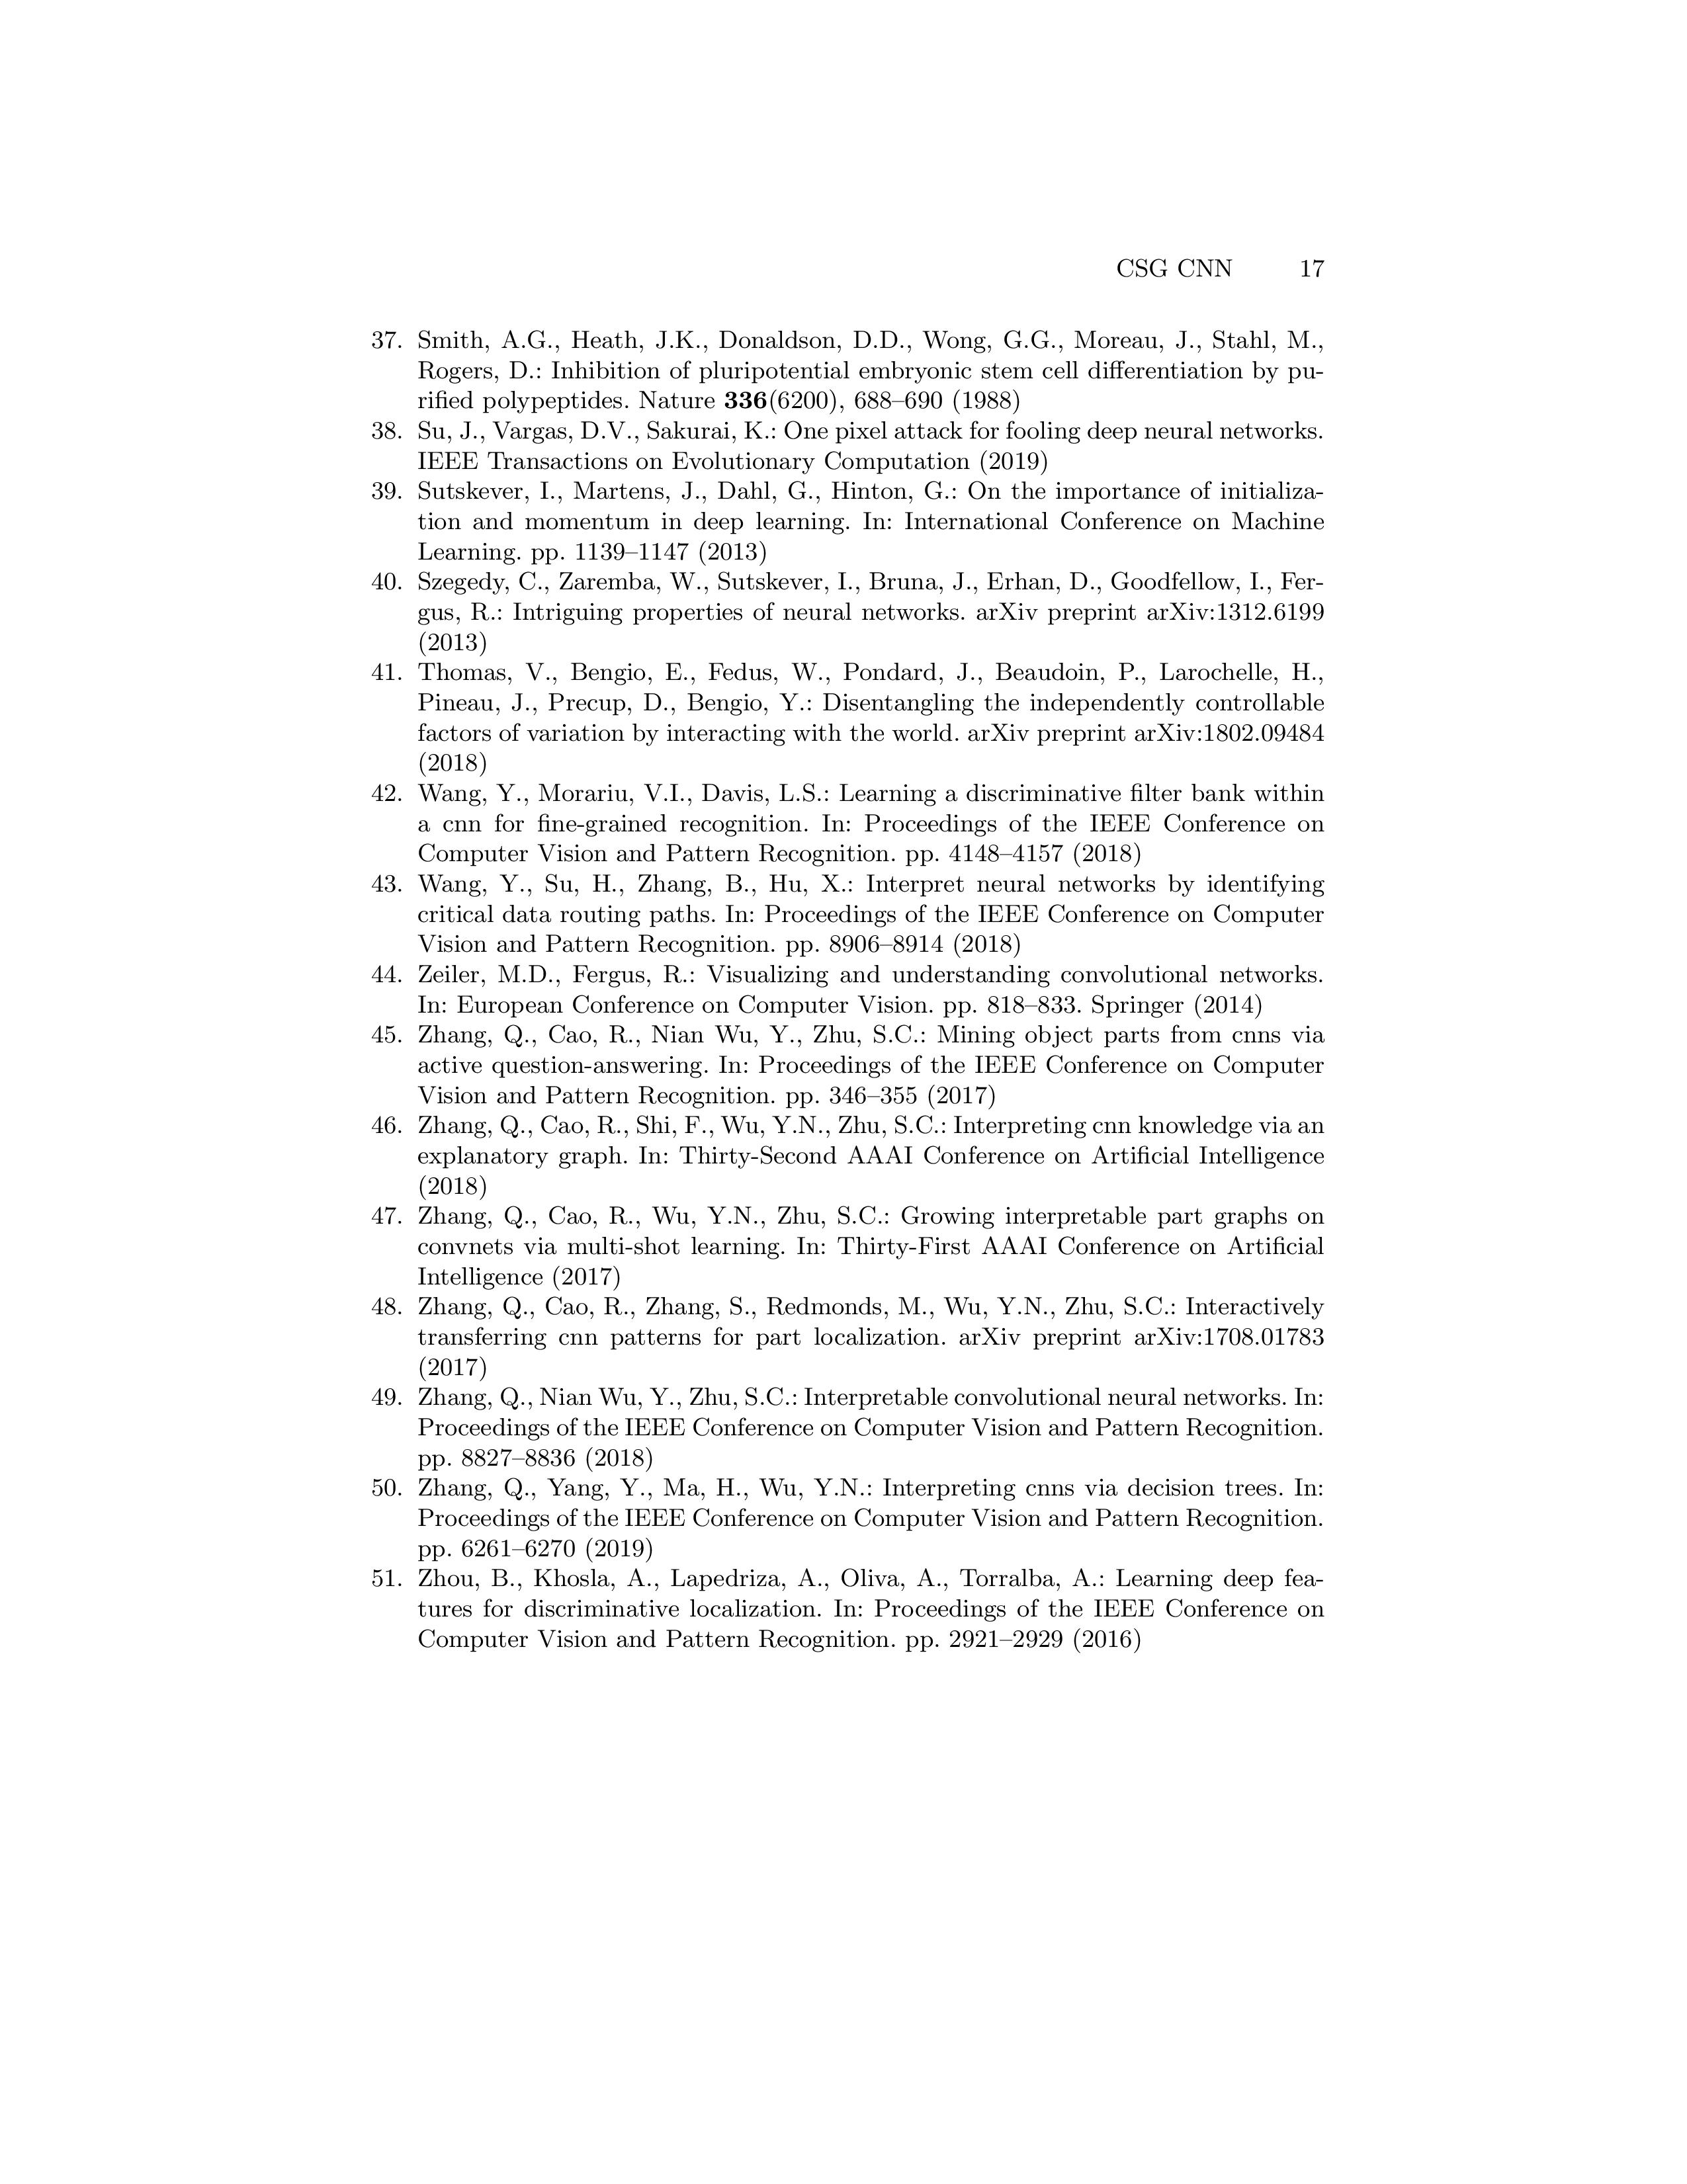 CSG CNN 17
37. Smith, A.G., Heath, J.K., Donaldson, D.D., Wong, G.G., Moreau, J., Stahl, M.,
Rogers, D.: Inhibition of pluripotential embryonic stem cell differentiation by pu-
rified polypeptides. Nature 336(6200), 688–690 (1988)
38. Su, J., Vargas, D.V., Sakurai, K.: One pixel attack for fooling deep neural networks.
IEEE Transactions on Evolutionary Computation (2019)
39. Sutskever, I., Martens, J., Dahl, G., Hinton, G.: On the importance of initializa-
tion and momentum in deep learning. In: International Conference on Machine
Learning. pp. 1139–1147 (2013)
40. Szegedy, C., Zaremba, W., Sutskever, I., Bruna, J., Erhan, D., Goodfellow, I., Fer-
gus, R.: Intriguing properties of neural networks. arXiv preprint arXiv:1312.6199
(2013)
41. Thomas, V., Bengio, E., Fedus, W., Pondard, J., Beaudoin, P., Larochelle, H.,
Pineau, J., Precup, D., Bengio, Y.: Disentangling the independently controllable
factors of variation by interacting with the world. arXiv preprint arXiv:1802.09484
(2018)
42. Wang, Y., Morariu, V.I., Davis, L.S.: Learning a discriminative filter bank within
a cnn for fine-grained recognition. In: Proceedings of the IEEE Conference on
Computer Vision and Pattern Recognition. pp. 4148–4157 (2018)
43. Wang, Y., Su, H., Zhang, B., Hu, X.: Interpret neural networks by identifying
critical data routing paths. In: Proceedings of the IEEE Conference on Computer
Vision and Pattern Recognition. pp. 8906–8914 (2018)
44. Zeiler, M.D., Fergus, R.: Visualizing and understanding convolutional networks.
In: European Conference on Computer Vision. pp. 818–833. Springer (2014)
45. Zhang, Q., Cao, R., Nian Wu, Y., Zhu, S.C.: Mining object parts from cnns via
active question-answering. In: Proceedings of the IEEE Conference on Computer
Vision and Pattern Recognition. pp. 346–355 (2017)
46. Zhang, Q., Cao, R., Shi, F., Wu, Y.N., Zhu, S.C.: Interpreting cnn knowledge via an
explanatory graph. In: Thirty-Second AAAI Conference on Artificial Intelligence
(2018)
47. Zhang, Q., Cao, R., Wu, Y.N., Zhu, S.C.: Growing interpretable part graphs on
convnets via multi-shot learning. In: Thirty-First AAAI Conference on Artificial
Intelligence (2017)
48. Zhang, Q., Cao, R., Zhang, S., Redmonds, M., Wu, Y.N., Zhu, S.C.: Interactively
transferring cnn patterns for part localization. arXiv preprint arXiv:1708.01783
(2017)
49. Zhang, Q., Nian Wu, Y., Zhu, S.C.: Interpretable convolutional neural networks. In:
Proceedings of the IEEE Conference on Computer Vision and Pattern Recognition.
pp. 8827–8836 (2018)
50. Zhang, Q., Yang, Y., Ma, H., Wu, Y.N.: Interpreting cnns via decision trees. In:
Proceedings of the IEEE Conference on Computer Vision and Pattern Recognition.
pp. 6261–6270 (2019)
51. Zhou, B., Khosla, A., Lapedriza, A., Oliva, A., Torralba, A.: Learning deep fea-
tures for discriminative localization. In: Proceedings of the IEEE Conference on
Computer Vision and Pattern Recognition. pp. 2921–2929 (2016)